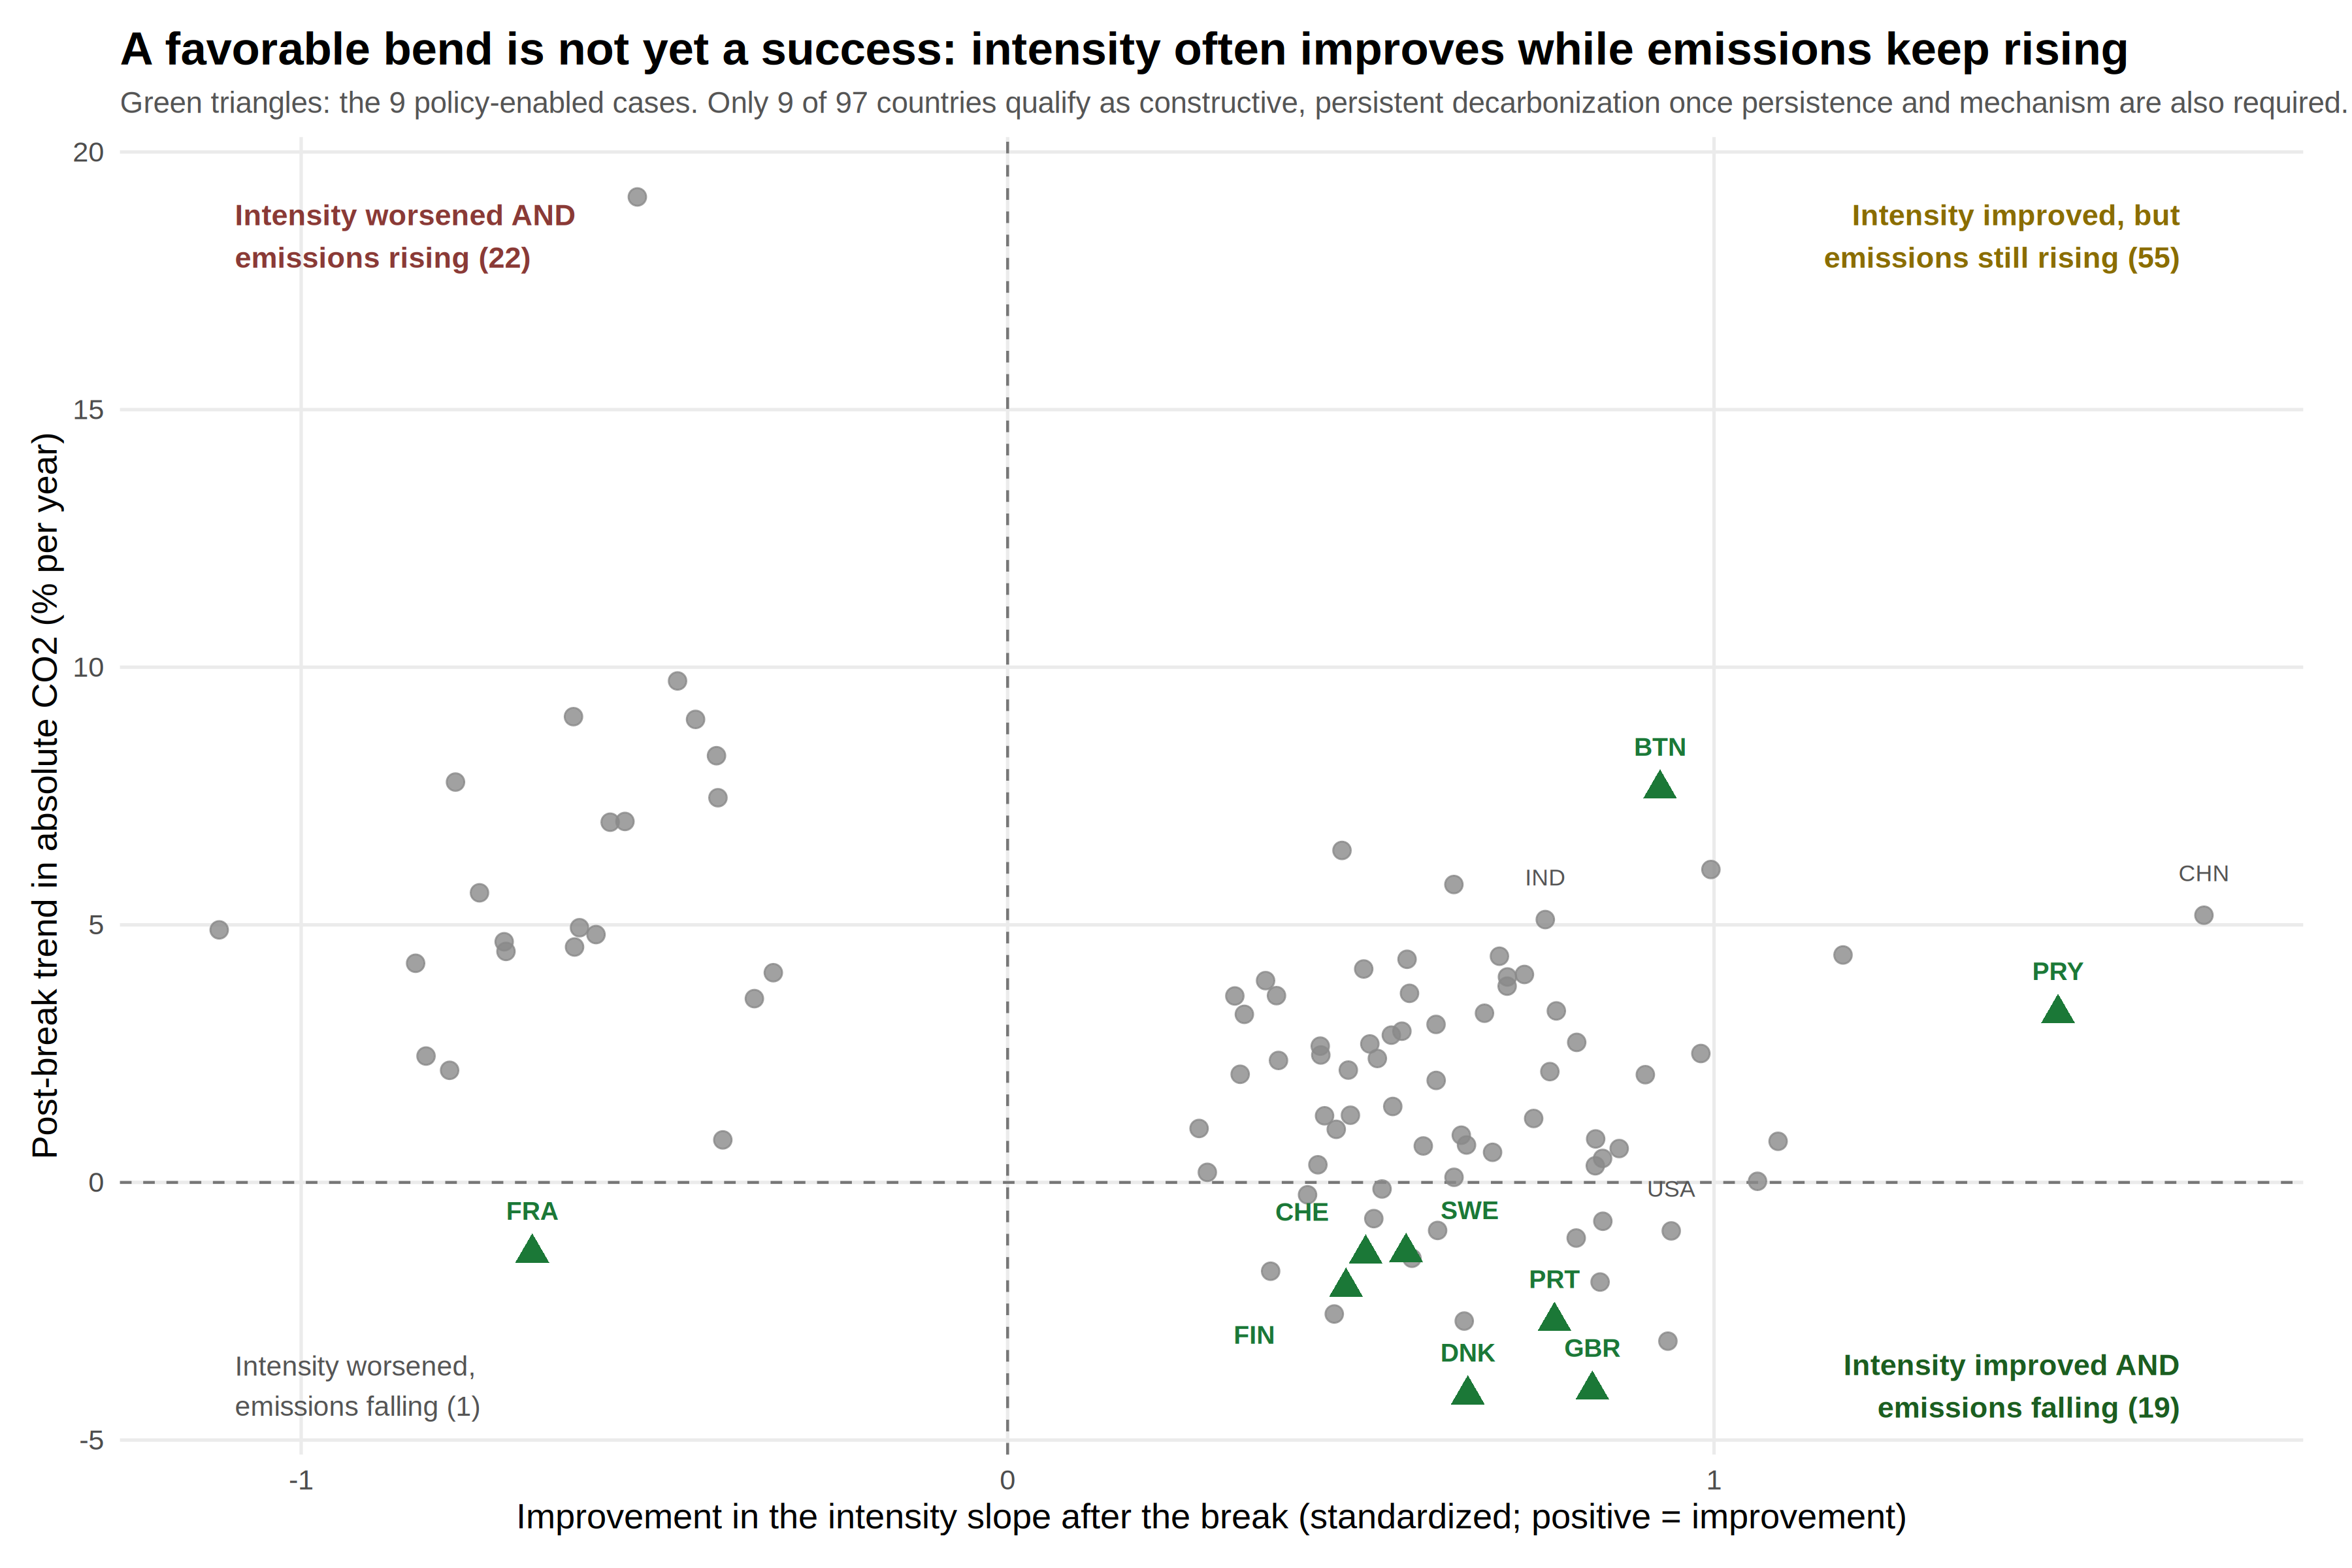 A favorable bend is not yet a success: intensity often improves while emissions keep rising
Green triangles: the 9 policy-enabled cases. Only 9 of 97 countries qualify as constructive, persistent decarbonization once persistence and mechanism are also required.
Post-break trend in absolute CO2 (% per year)
20
15
10
5
0
-5
Intensity worsened AND
emissions rising (22)
Intensity improved, but
emissions still rising (55)
BTN
IND
CHN
PRY
USA
FRA
CHE
SWE
PRT
FIN
DNK
GBR
Intensity worsened,
emissions falling (1)
Intensity improved AND
emissions falling (19)
-1
0
1
Improvement in the intensity slope after the break (standardized; positive = improvement)